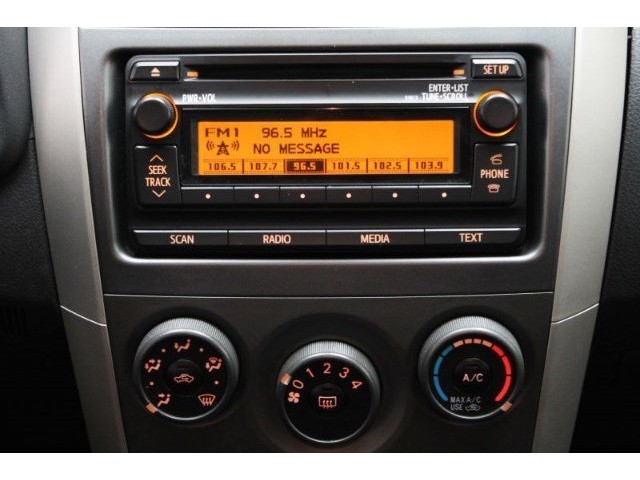 SET UP
ENTER•LIST
PWR•VOL
TUNE•SCROLL
FM1 96.5 MHz
NO MESSAGE
106.5 107.7 96.5 101.5 102.5 103.9
SEEK
TRACK
PHONE
SCAN RADIO MEDIA TEXT
0 1 2 3 4
A/C
MAX A/C
USE